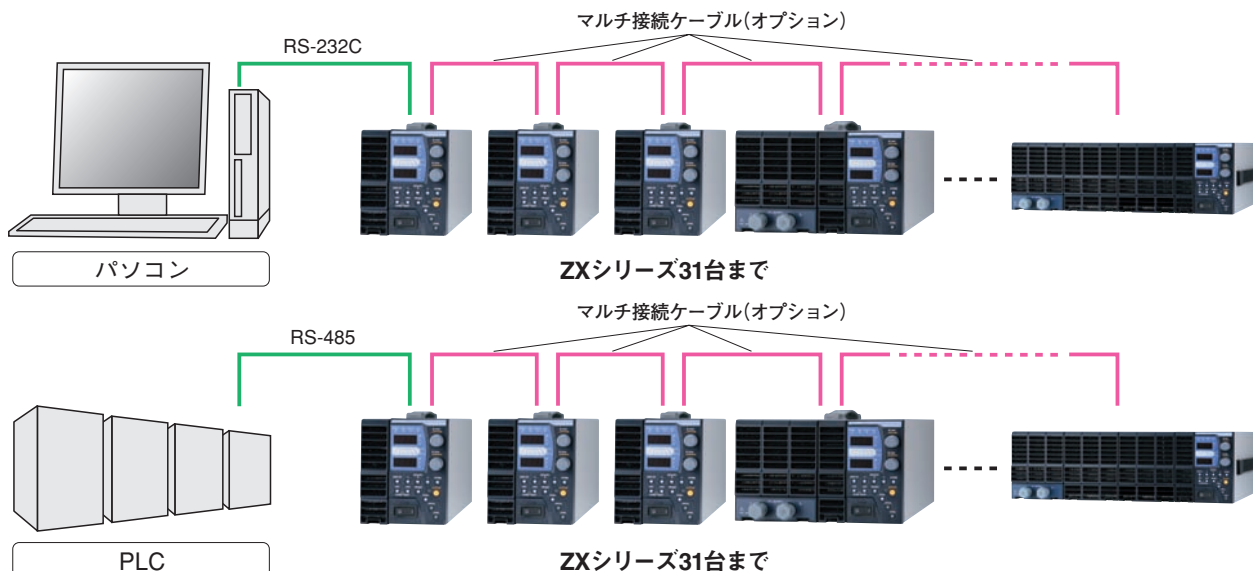 マルチ接続ケーブル(オプション)
RS-232C
パソコン
ZXシリーズ31台まで
マルチ接続ケーブル(オプション)
RS-485
PLC
ZXシリーズ31台まで